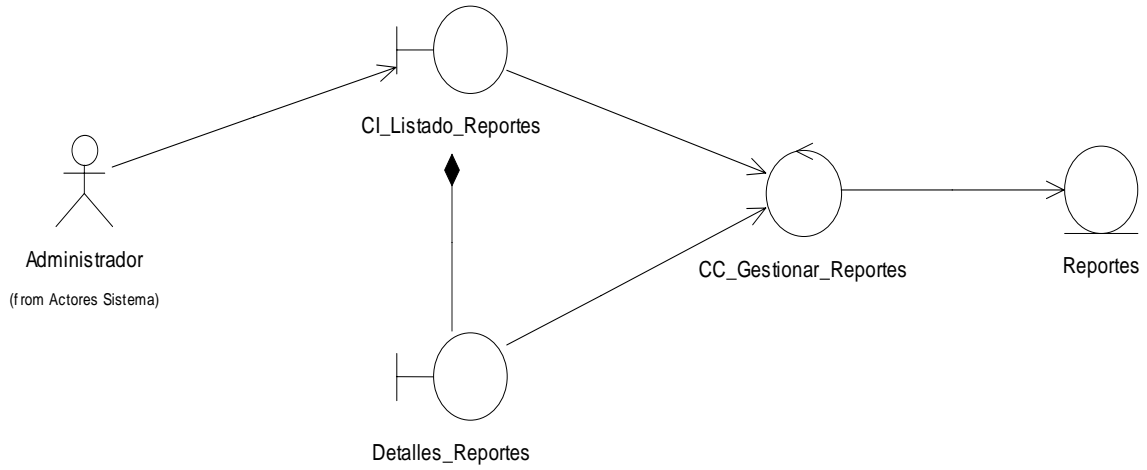 CI_Listado_Reportes
Administrador
(from Actores Sistema)
CC_Gestionar_Reportes
Reportes
Detalles_Reportes